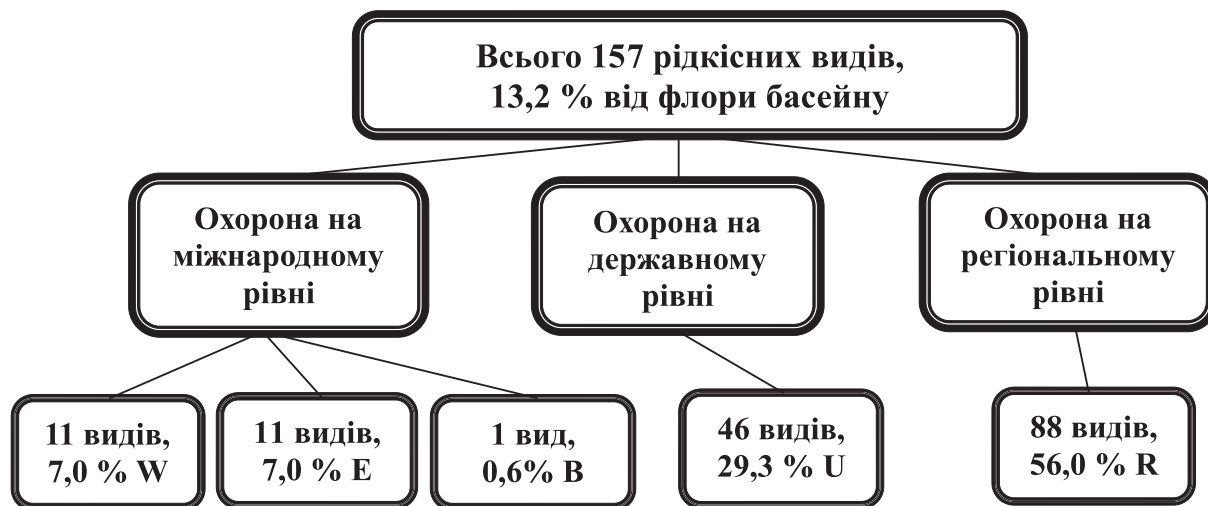 Всього 157 рідкісних видів,
13,2 % від флори басейну
Охорона на
міжнародному
рівні
Охорона на
державному
рівні
Охорона на
регіональному
рівні
11 видів,
7,0 % W
11 видів,
7,0 % E
1 вид,
0,6% B
46 видів,
29,3 % U
88 видів,
56,0 % R